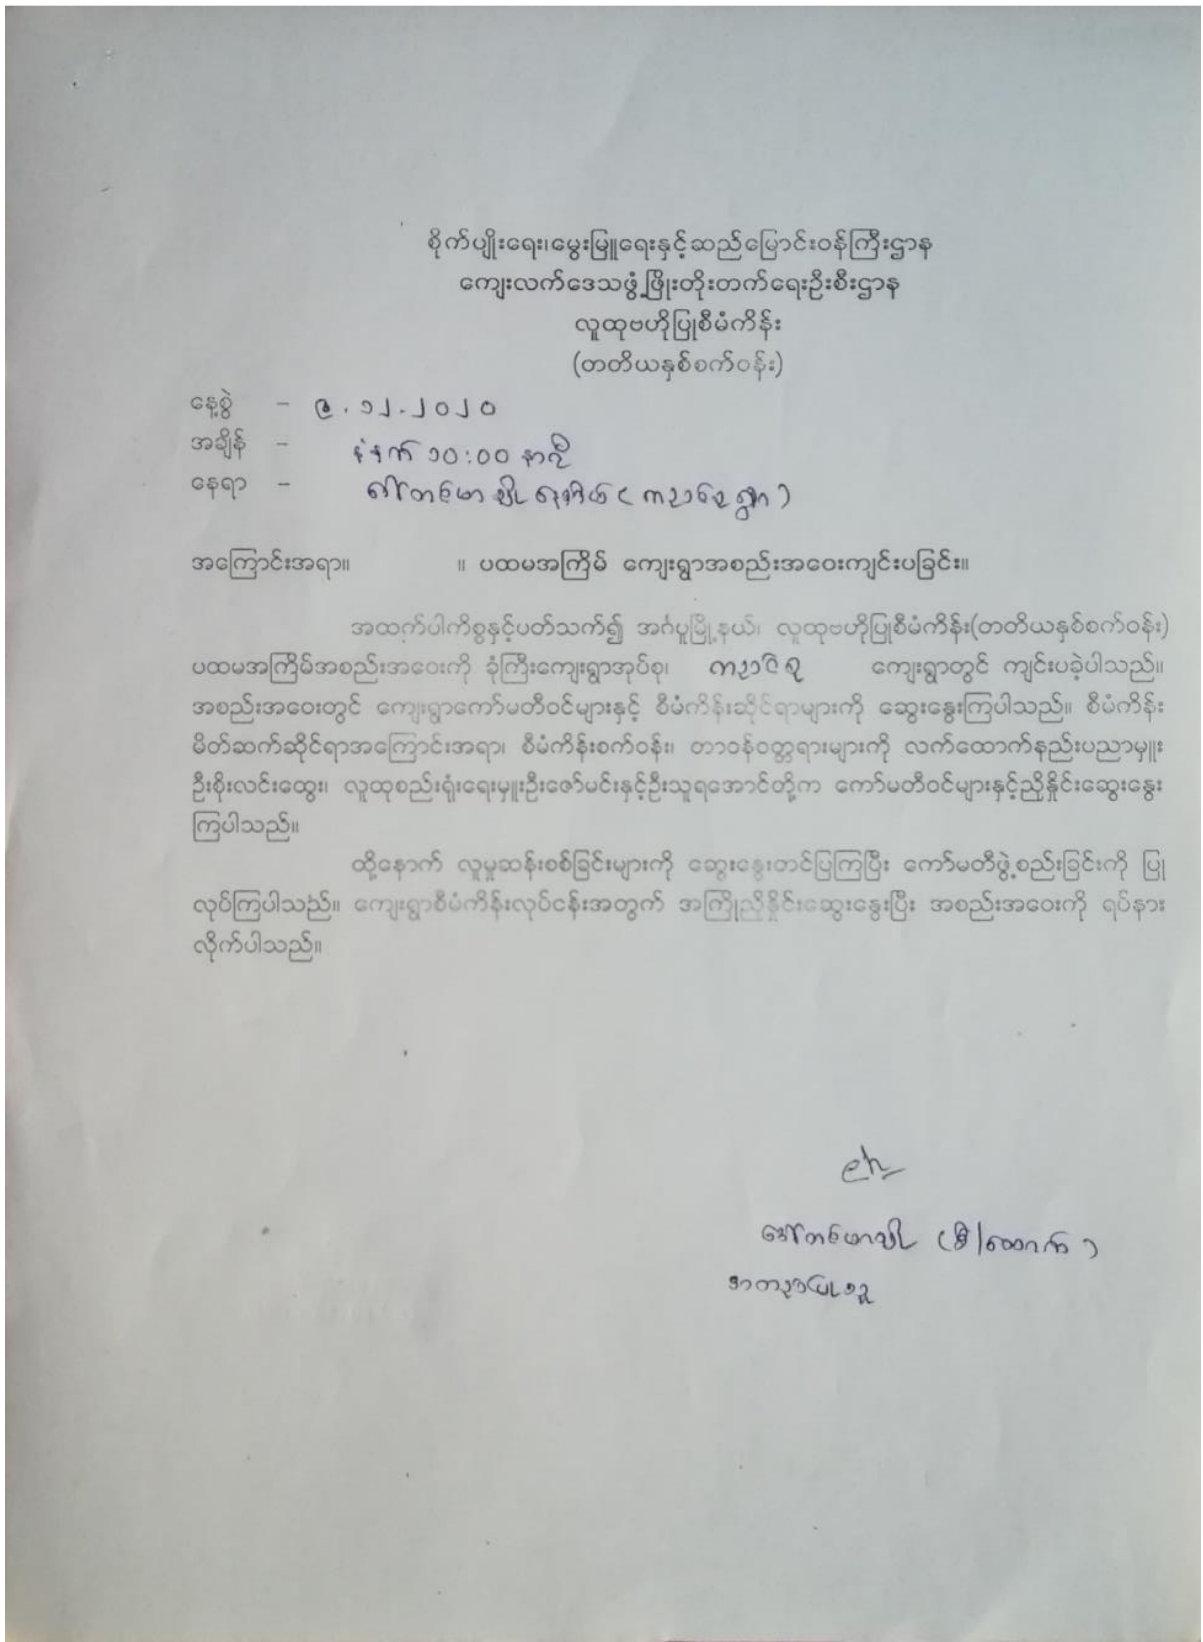 စိုက်ပျိုးရေး၊မွေးမြူရေးနှင့်ဆည်မြောင်းဝန်ကြီးဌာန
ကျေးလက်ဒေသဖွံ့ဖြိုးတိုးတက်ရေးဦးစီးဌာန
လူထုဗဟိုပြုစီမံကိန်း
(တတိယနှစ်စက်ဝန်း)
နေ့စွဲ - ၉.၁၂.၂၀၂၀
အချိန် - နံနက် ၁၀:၀၀ နာရီ
နေရာ - ဒေါ်တင်မာချို နေအိမ်
အကြောင်းအရာ။ ။ ပထမအကြိမ် ကျေးရွာအစည်းအဝေးကျင်းပခြင်း။
အထက်ပါကိစ္စနှင့်ပတ်သက်၍ အင်္ဂပူမြို့နယ်၊ လူထုဗဟိုပြုစီမံကိန်း(တတိယနှစ်စက်ဝန်း)
ပထမအကြိမ်အစည်းအဝေးကို ခုံကြီးကျေးရွာအုပ်စု၊ ကျေးရွာတွင် ကျင်းပခဲ့ပါသည်။
အစည်းအဝေးတွင် ကျေးရွာကော်မတီဝင်များနှင့် စီမံကိန်းဆိုင်ရာများကို ဆွေးနွေးကြပါသည်။ စီမံကိန်း
မိတ်ဆက်ဆိုင်ရာအကြောင်းအရာ၊ စီမံကိန်းစက်ဝန်း၊ တာဝန်ဝတ္တရားများကို လက်ထောက်နည်းပညာမှူး
ဦးစိုးလင်းထွေး၊ လူထုစည်းရုံးရေးမှူးဦးဇော်မင်းနှင့်ဦးသူရအောင်တို့က ကော်မတီဝင်များနှင့်ညှိနှိုင်းဆွေးနွေး
ကြပါသည်။
ထို့နောက် လူမှုဆန်းစစ်ခြင်းများကို ဆွေးနွေးတင်ပြကြပြီး ကော်မတီဖွဲ့စည်းခြင်းကို ပြု
လုပ်ကြပါသည်။ ကျေးရွာစီမံကိန်းလုပ်ငန်းအတွက် အကြိုညှိနှိုင်းဆွေးနွေးပြီး အစည်းအဝေးကို ရပ်နား
လိုက်ပါသည်။
ဒေါ်တင်မာချို (စီ/ထောက်)